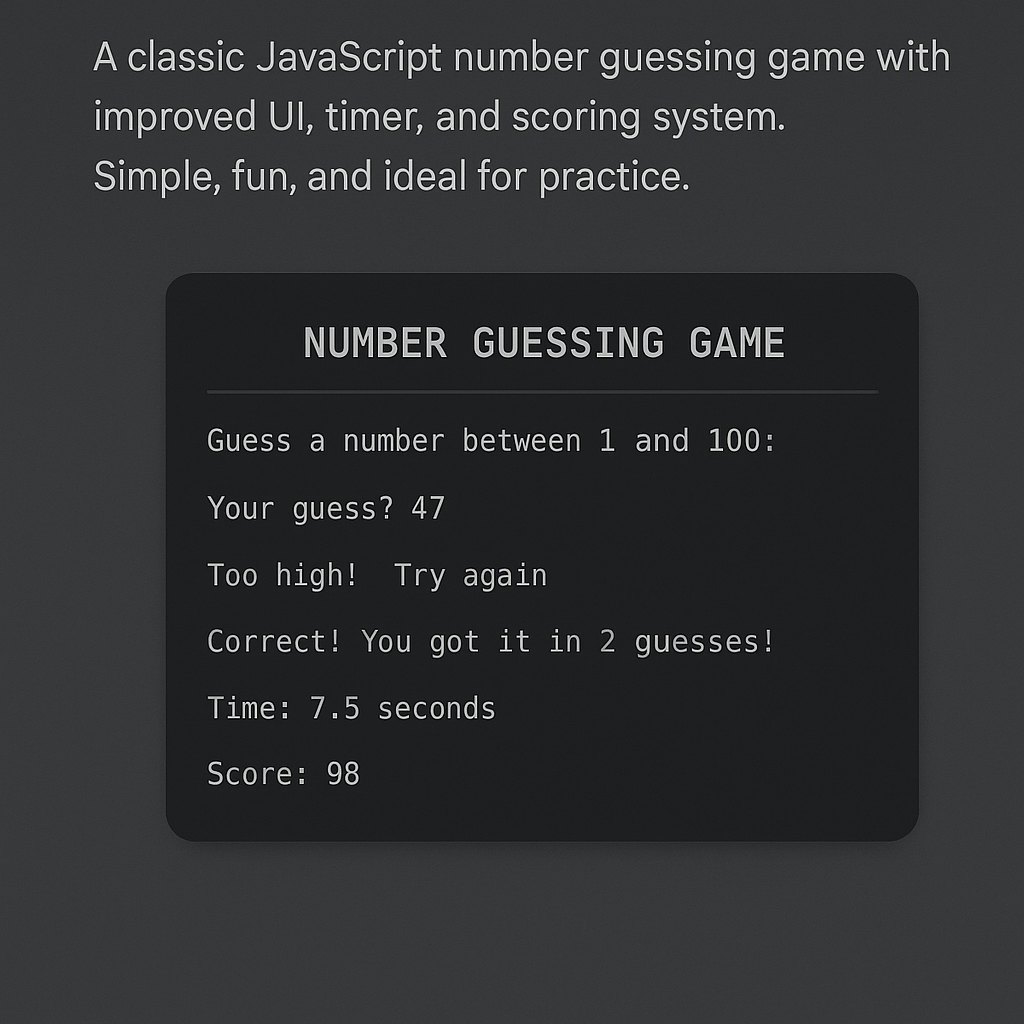 A classic JavaScript number guessing game with
improved UI, timer, and scoring system.
Simple, fun, and ideal for practice.
NUMBER GUESSING GAME
Guess a number between 1 and 100:
Your guess? 47
Too high!  Try again
Correct! You got it in 2 guesses!
Time: 7.5 seconds
Score: 98